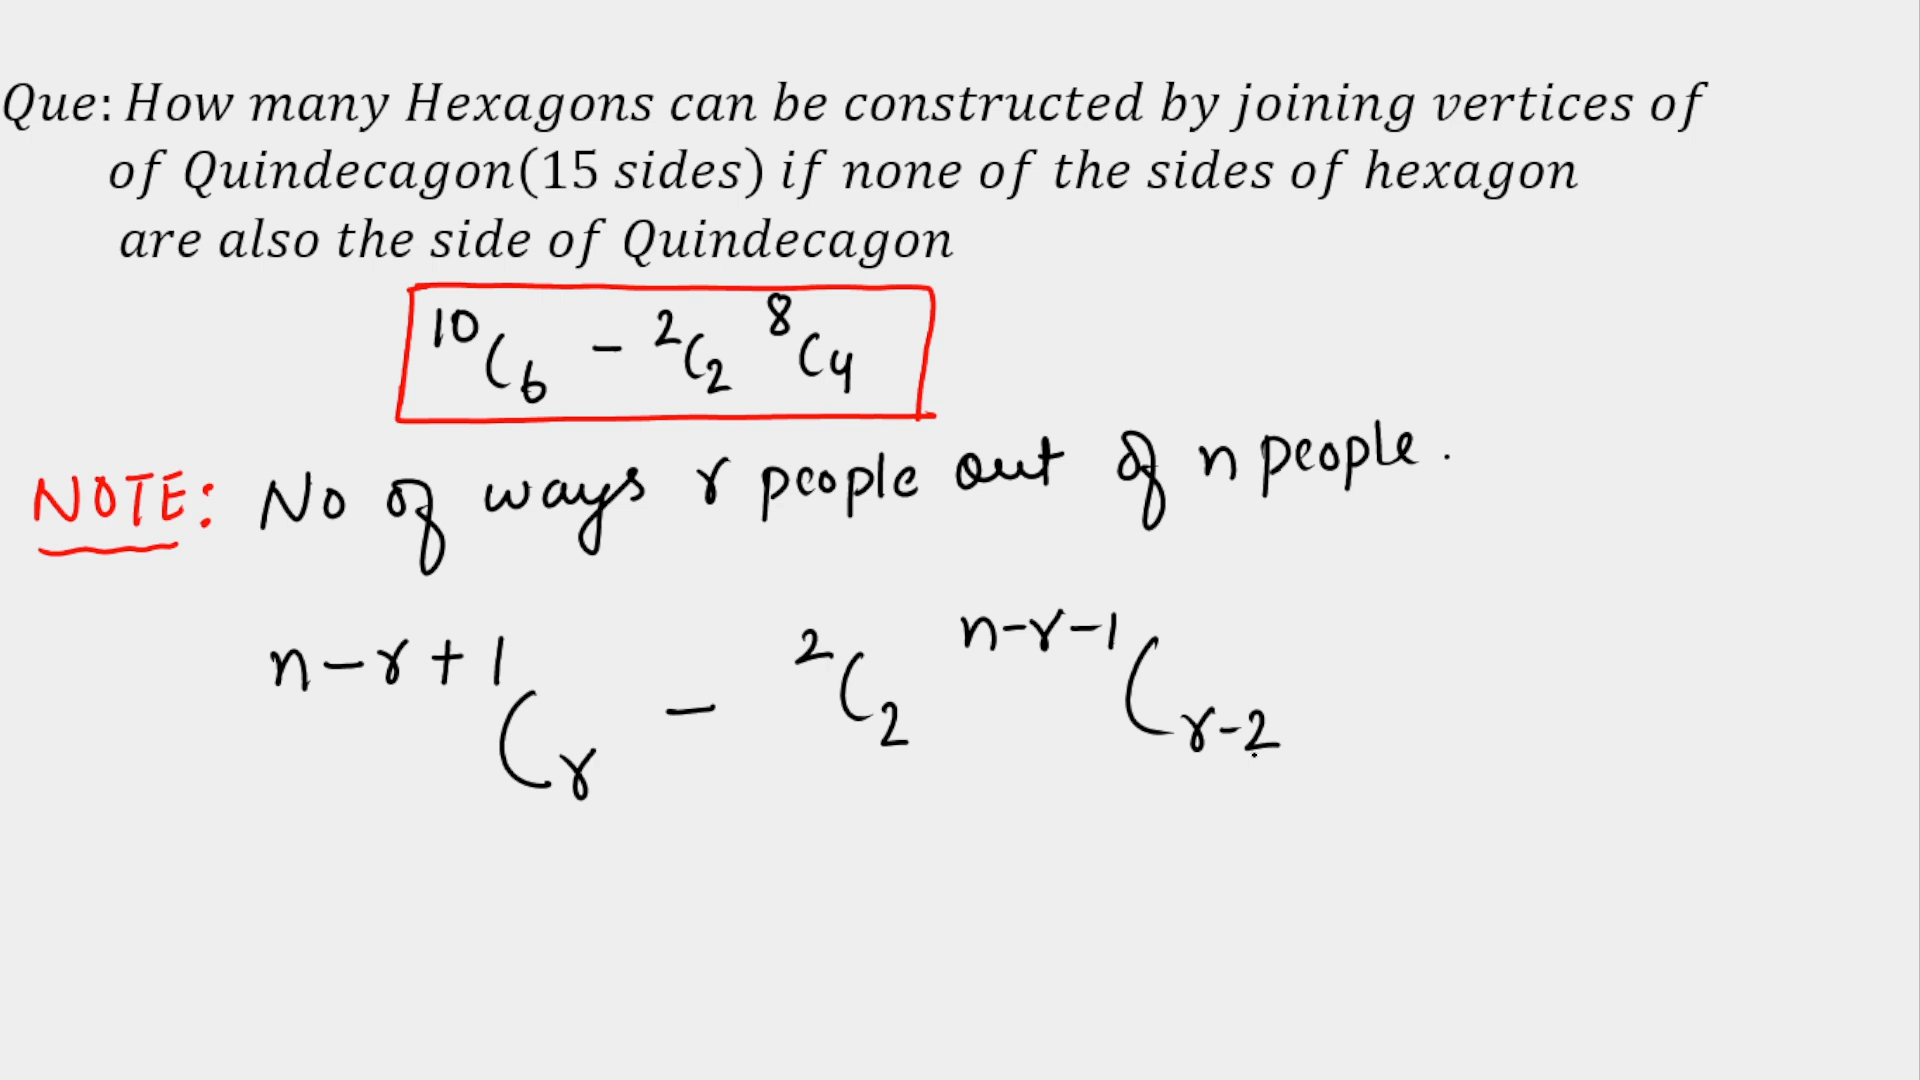 Que: How many Hexagons can be constructed by joining vertices of
of Quindecagon(15 sides) if none of the sides of hexagon
are also the side of Quindecagon
¹⁰C₆ - ²C₂ ⁸C₄
NOTE: No of ways r people out of n people.
ⁿ⁻ʳ⁺¹Cᵣ - ²C₂ ⁿ⁻ʳ⁻¹Cᵣ₋₂